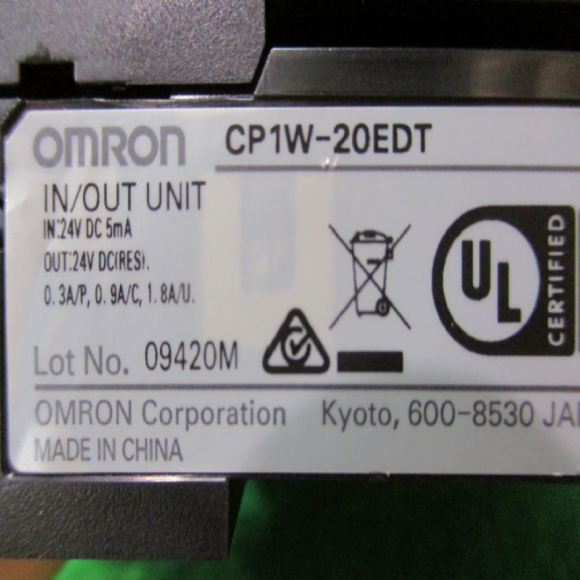 OMRON CP1W-20EDT
IN/OUT UNIT
IN:24V DC 5mA
OUT:24V DC(RES).
0.3A/P, 0.9A/C, 1.8A/U.
Lot No. 09420M
UL CERTIFIED
OMRON Corporation Kyoto, 600-8530
MADE IN CHINA